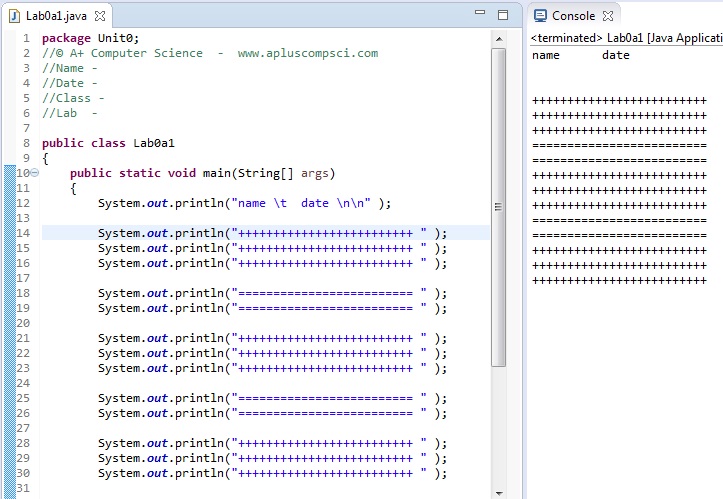 Lab0a1.java
1 package Unit0;
2 //© A+ Computer Science - www.apluscompsci.com
3 //Name -
4 //Date -
5 //Class -
6 //Lab -
7
8 public class Lab0a1
9 {
10 public static void main(String[] args)
11 {
12 System.out.println("name \t date \n\n" );
13
14 System.out.println("+++++++++++++++++++++++++ " );
15 System.out.println("+++++++++++++++++++++++++ " );
16 System.out.println("+++++++++++++++++++++++++ " );
17
18 System.out.println("========================= " );
19 System.out.println("========================= " );
20
21 System.out.println("+++++++++++++++++++++++++ " );
22 System.out.println("+++++++++++++++++++++++++ " );
23 System.out.println("+++++++++++++++++++++++++ " );
24
25 System.out.println("========================= " );
26 System.out.println("========================= " );
27
28 System.out.println("+++++++++++++++++++++++++ " );
29 System.out.println("+++++++++++++++++++++++++ " );
30 System.out.println("+++++++++++++++++++++++++ " );
31
Console
<terminated> Lab0a1 [Java Applicati
name date
+++++++++++++++++++++++++
+++++++++++++++++++++++++
+++++++++++++++++++++++++
=========================
=========================
+++++++++++++++++++++++++
+++++++++++++++++++++++++
+++++++++++++++++++++++++
=========================
=========================
+++++++++++++++++++++++++
+++++++++++++++++++++++++
+++++++++++++++++++++++++